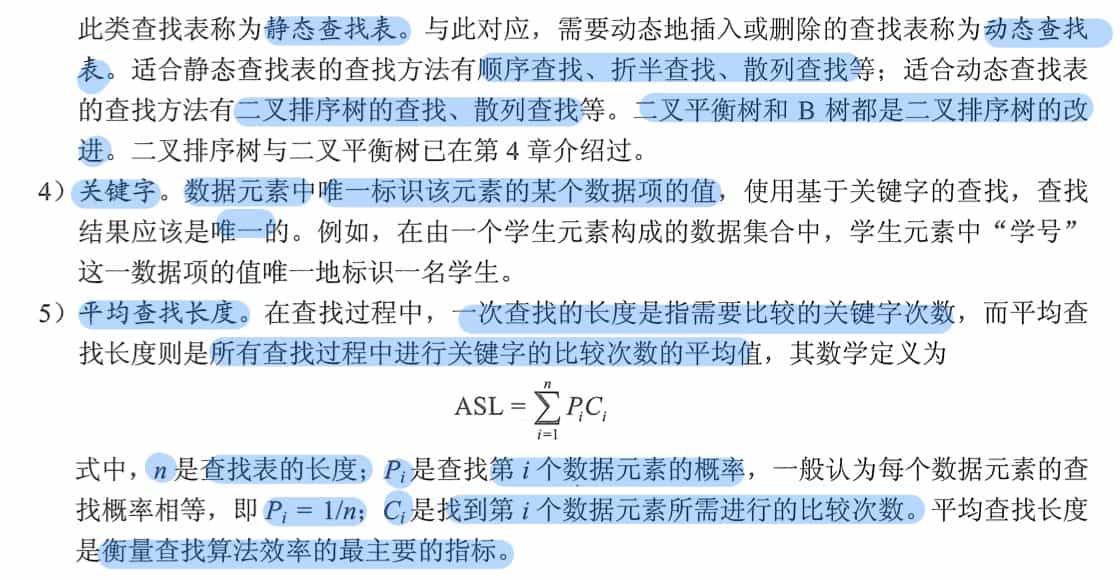 此类查找表称为静态查找表。与此对应，需要动态地插入或删除的查找表称为动态查找
表。适合静态查找表的查找方法有顺序查找、折半查找、散列查找等；适合动态查找表
的查找方法有二叉排序树的查找、散列查找等。二叉平衡树和 B 树都是二叉排序树的改
进。二叉排序树与二叉平衡树已在第 4 章介绍过。
4）关键字。数据元素中唯一标识该元素的某个数据项的值，使用基于关键字的查找，查找
结果应该是唯一的。例如，在由一个学生元素构成的数据集合中，学生元素中“学号”
这一数据项的值唯一地标识一名学生。
5）平均查找长度。在查找过程中，一次查找的长度是指需要比较的关键字次数，而平均查
找长度则是所有查找过程中进行关键字的比较次数的平均值，其数学定义为
ASL = ∑_{i=1}^{n} P_i C_i
式中，n 是查找表的长度；P_i 是查找第 i 个数据元素的概率，一般认为每个数据元素的查
找概率相等，即 P_i = 1/n；C_i 是找到第 i 个数据元素所需进行的比较次数。平均查找长度
是衡量查找算法效率的最主要的指标。